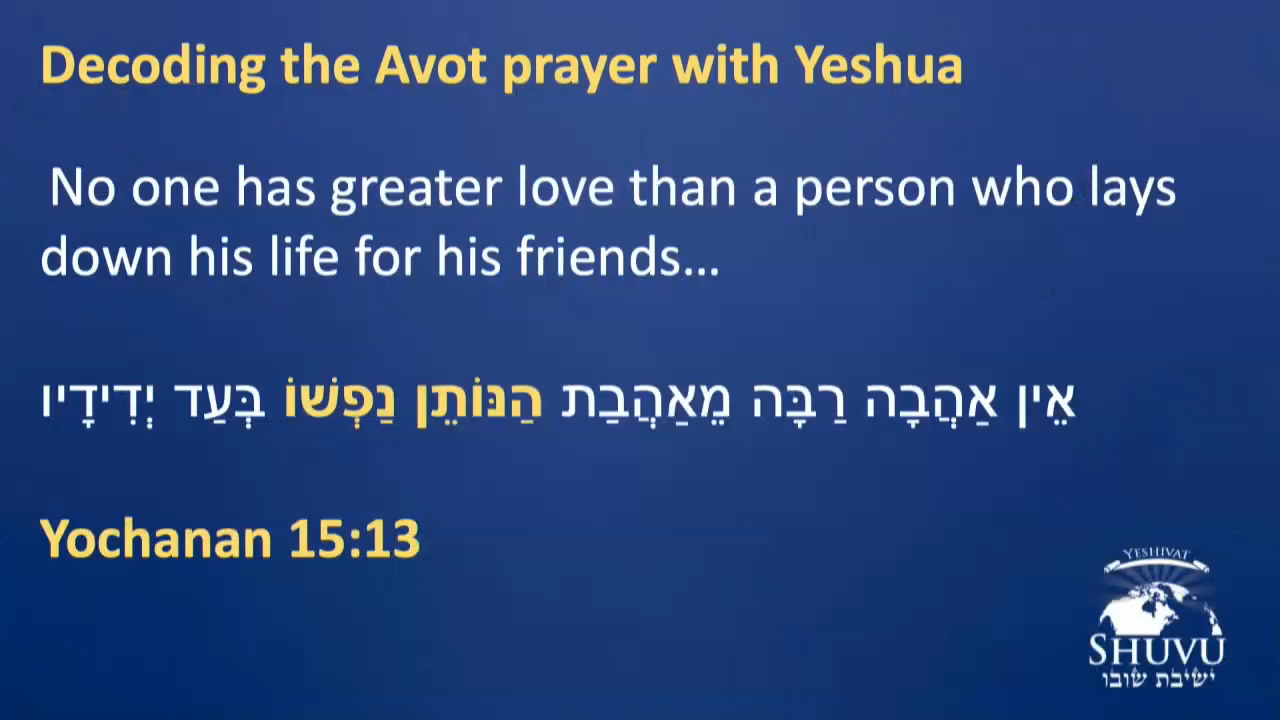 Decoding the Avot prayer with Yeshua
No one has greater love than a person who lays
down his life for his friends...
אֵין אַהֲבָה רַבָּה מֵאַהֲבַת הַנּוֹתֵן נַפְשׁוֹ בְּעַד יְדִידָיו
Yochanan 15:13
YESHIVAT
SHUVU
ישיבת שובו